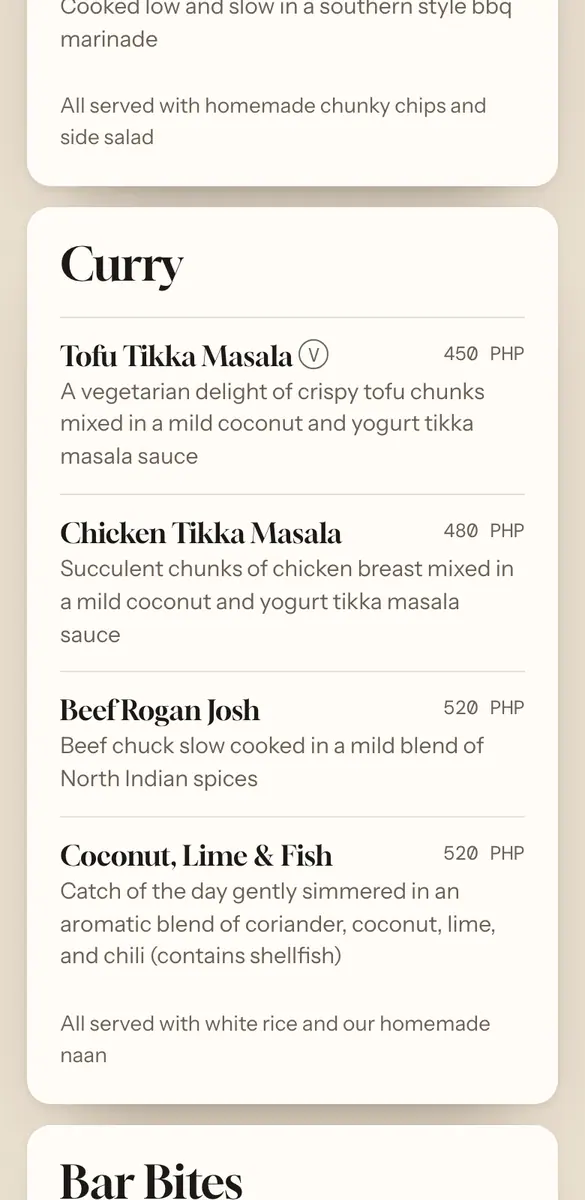 Cooked low and slow in a southern style bbq
marinade
All served with homemade chunky chips and
side salad
Curry
Tofu Tikka Masala V 450 PHP
A vegetarian delight of crispy tofu chunks
mixed in a mild coconut and yogurt tikka
masala sauce
Chicken Tikka Masala 480 PHP
Succulent chunks of chicken breast mixed in
a mild coconut and yogurt tikka masala
sauce
Beef Rogan Josh 520 PHP
Beef chuck slow cooked in a mild blend of
North Indian spices
Coconut, Lime & Fish 520 PHP
Catch of the day gently simmered in an
aromatic blend of coriander, coconut, lime,
and chili (contains shellfish)
All served with white rice and our homemade
naan
Bar Bites